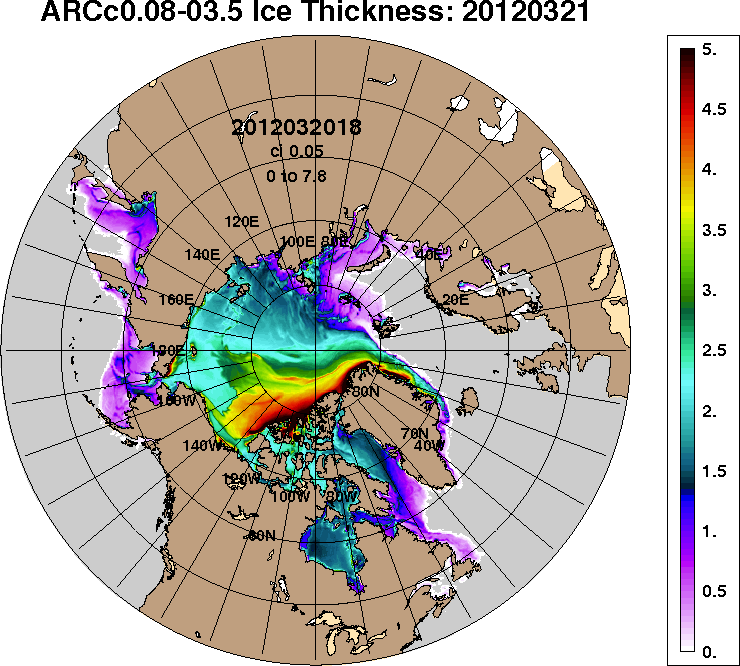 ARCc0.08-03.5 Ice Thickness: 20120321
2012032018
ci 0.05
0 to 7.8
120E
100E
80E
40E
140E
160E
20E
180E
160W
80N
140W
70N
40W
120W
100W
80W
60N
5.
4.5
4.
3.5
3.
2.5
2.
1.5
1.
0.5
0.